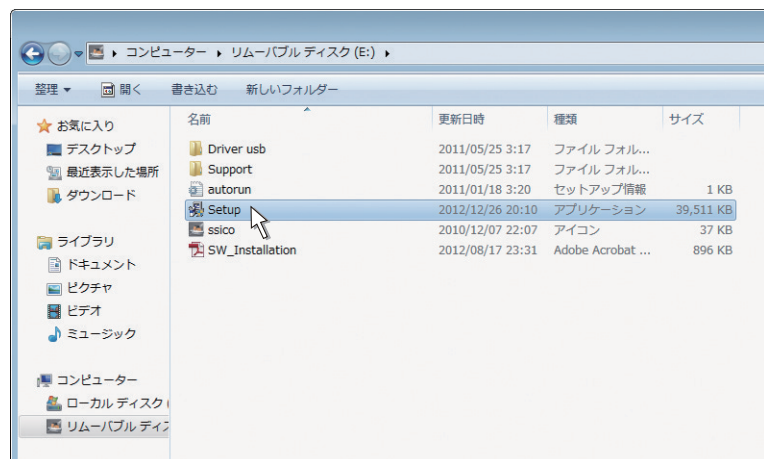 コンピューター ▸ リムーバブル ディスク (E:) ▸
整理 ▼ 開く 書き込む 新しいフォルダー
お気に入り
デスクトップ
最近表示した場所
ダウンロード
ライブラリ
ドキュメント
ピクチャ
ビデオ
ミュージック
コンピューター
ローカル ディスク (
リムーバブル ディス
名前 更新日時 種類 サイズ
Driver usb 2011/05/25 3:17 ファイル フォル...
Support 2011/05/25 3:17 ファイル フォル...
autorun 2011/01/18 3:20 セットアップ情報 1 KB
Setup 2012/12/26 20:10 アプリケーション 39,511 KB
ssico 2010/12/07 22:07 アイコン 37 KB
SW_Installation 2012/08/17 23:31 Adobe Acrobat ... 896 KB